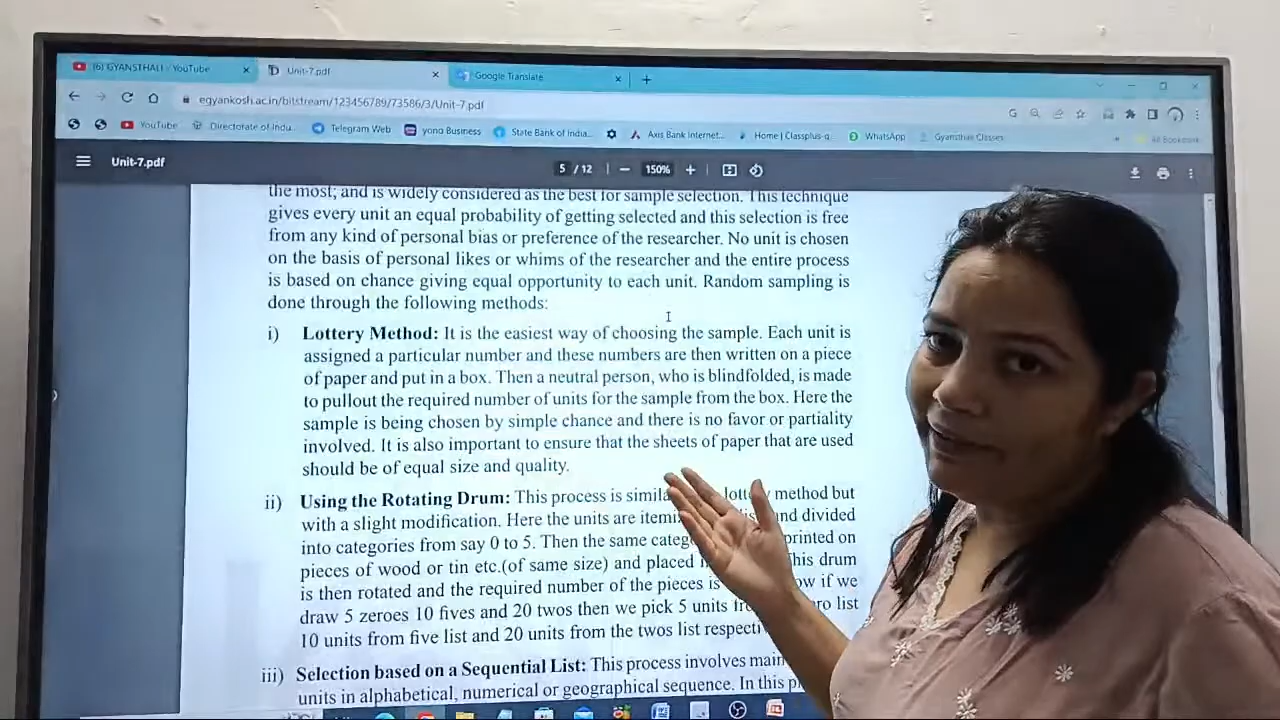 (6) GYANSTHALI - YouTube
Unit-7.pdf
Google Translate
egyankosh.ac.in/bitstream/123456789/73586/3/Unit-7.pdf
YouTube
Directorate of Indu...
Telegram Web
yono Business
State Bank of India...
Axis Bank Internet...
Home | Classplus-q...
WhatsApp
Gyansthali Classes
All Bookmarks
Unit-7.pdf
5 / 12
150%
the most; and is widely considered as the best for sample selection. This technique
gives every unit an equal probability of getting selected and this selection is free
from any kind of personal bias or preference of the researcher. No unit is chosen
on the basis of personal likes or whims of the researcher and the entire process
is based on chance giving equal opportunity to each unit. Random sampling is
done through the following methods:
i) Lottery Method: It is the easiest way of choosing the sample. Each unit is
assigned a particular number and these numbers are then written on a piece
of paper and put in a box. Then a neutral person, who is blindfolded, is made
to pullout the required number of units for the sample from the box. Here the
sample is being chosen by simple chance and there is no favor or partiality
involved. It is also important to ensure that the sheets of paper that are used
should be of equal size and quality.
ii) Using the Rotating Drum: This process is simila lottery method but
with a slight modification. Here the units are itemi and divided
into categories from say 0 to 5. Then the same categ printed on
pieces of wood or tin etc.(of same size) and placed his drum
is then rotated and the required number of the pieces is ow if we
draw 5 zeroes 10 fives and 20 twos then we pick 5 units fr ro list
10 units from five list and 20 units from the twos list respecti
iii) Selection based on a Sequential List: This process involves main
units in alphabetical, numerical or geographical sequence. In this p